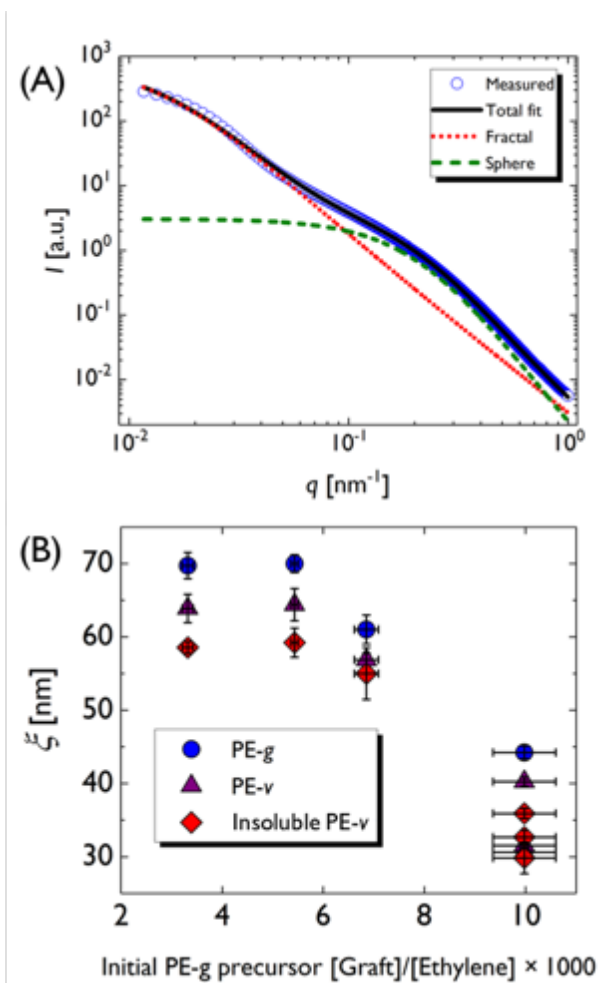 (A)
10³
10²
10¹
10⁰
10⁻¹
10⁻²
I [a.u.]
Measured
Total fit
Fractal
Sphere
10⁻² 10⁻¹ 10⁰
q [nm⁻¹]
(B)
70
60
50
40
30
ξ [nm]
PE-g
PE-v
Insoluble PE-v
2 4 6 8 10
Initial PE-g precursor [Graft]/[Ethylene] × 1000